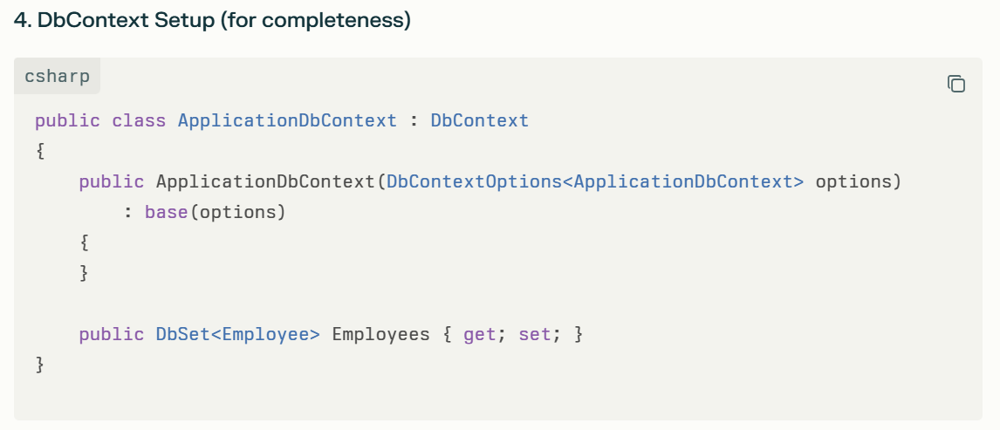 4. DbContext Setup (for completeness)
csharp
public class ApplicationDbContext : DbContext
{
    public ApplicationDbContext(DbContextOptions<ApplicationDbContext> options)
        : base(options)
    {
    }

    public DbSet<Employee> Employees { get; set; }
}